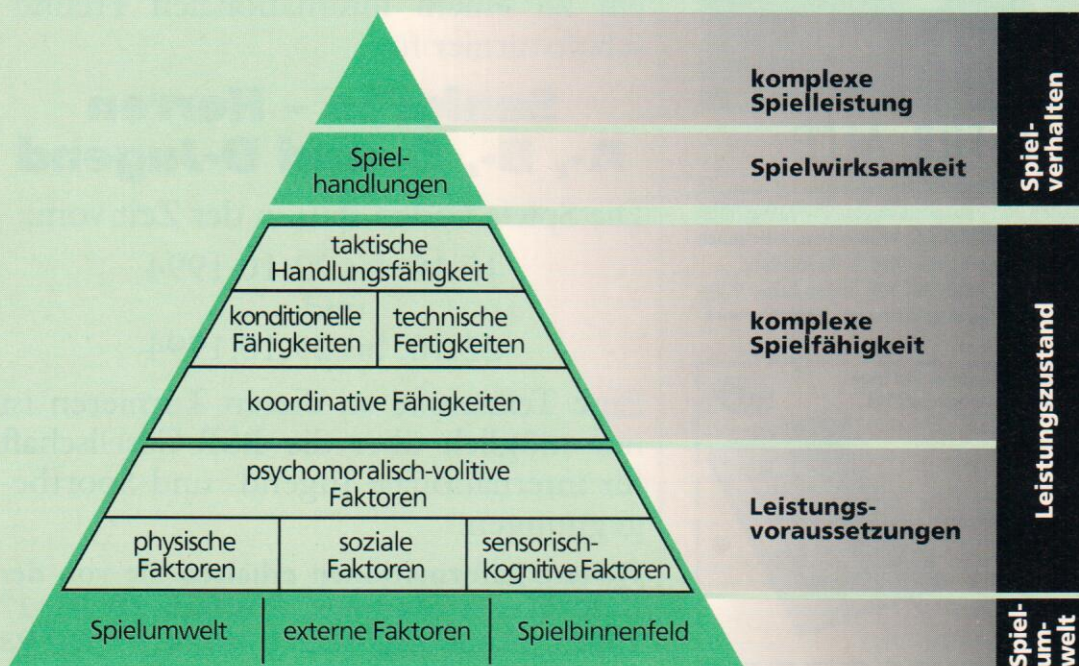 komplexe
Spielleistung
Spiel-
handlungen
Spielwirksamkeit
Spiel-
verhalten
taktische
Handlungsfähigkeit
konditionelle
Fähigkeiten
technische
Fertigkeiten
koordinative Fähigkeiten
komplexe
Spielfähigkeit
psychomoralisch-volitive
Faktoren
physische
Faktoren
soziale
Faktoren
sensorisch-
kognitive Faktoren
Leistungs-
voraussetzungen
Leistungszustand
Spielumwelt
externe Faktoren
Spielbinnenfeld
Spiel-
um-
welt